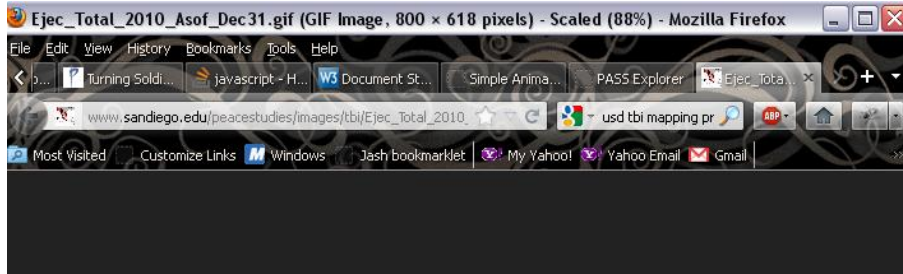 Ejec_Total_2010_Asof_Dec31.gif (GIF Image, 800 × 618 pixels) - Scaled (88%) - Mozilla Firefox
File Edit View History Bookmarks Tools Help
Turning Soldi... javascript - H... W3 Document St... Simple Anima... PASS Explorer Ejec_Tota...
www.sandiego.edu/peacestudies/images/tbi/Ejec_Total_2010_ usd tbi mapping pr ABP
Most Visited Customize Links M Windows Jash bookmarklet My Yahoo! Yahoo Email Gmail